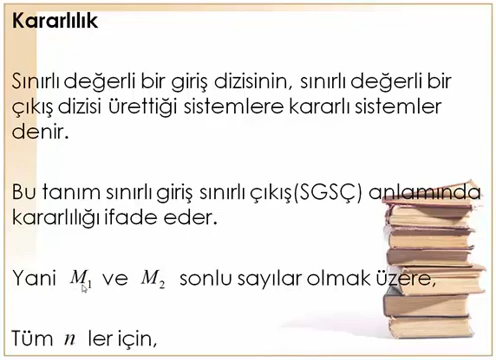 Kararlılık
Sınırlı değerli bir giriş dizisinin, sınırlı değerli bir
çıkış dizisi ürettiği sistemlere kararlı sistemler
denir.
Bu tanım sınırlı giriş sınırlı çıkış(SGSÇ) anlamında
kararlılığı ifade eder.
Yani M₁ ve M₂ sonlu sayılar olmak üzere,
Tüm n ler için,